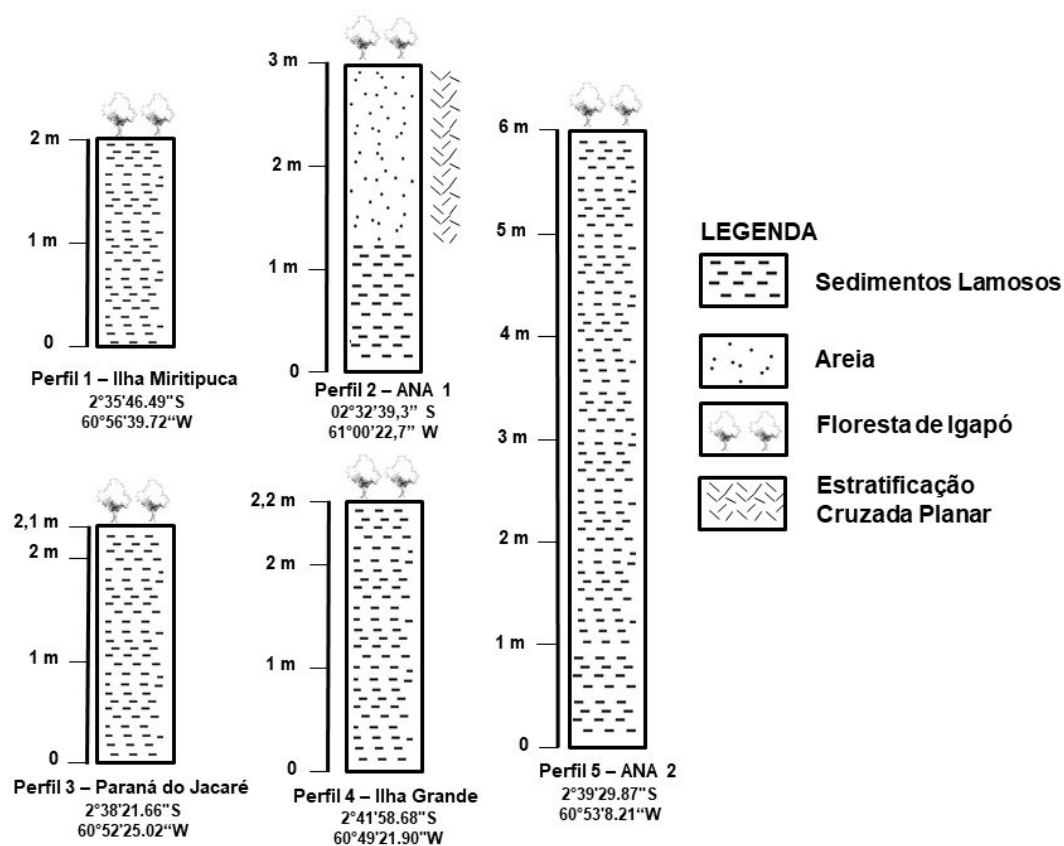 2 m
1 m
0
Perfil 1 – Ilha Miritipuca
2°35'46.49"S
60°56'39.72“W
3 m
2 m
1 m
0
Perfil 2 – ANA 1
02°32'39,3” S
61°00'22,7” W
2,1 m
2 m
1 m
0
Perfil 3 – Paraná do Jacaré
2°38'21.66"S
60°52'25.02“W
2,2 m
2 m
1 m
0
Perfil 4 – Ilha Grande
2°41'58.68"S
60°49'21.90"W
6 m
5 m
4 m
3 m
2 m
1 m
0
Perfil 5 – ANA 2
2°39'29.87"S
60°53'8.21“W
LEGENDA
Sedimentos Lamosos
Areia
Floresta de Igapó
Estratificação
Cruzada Planar